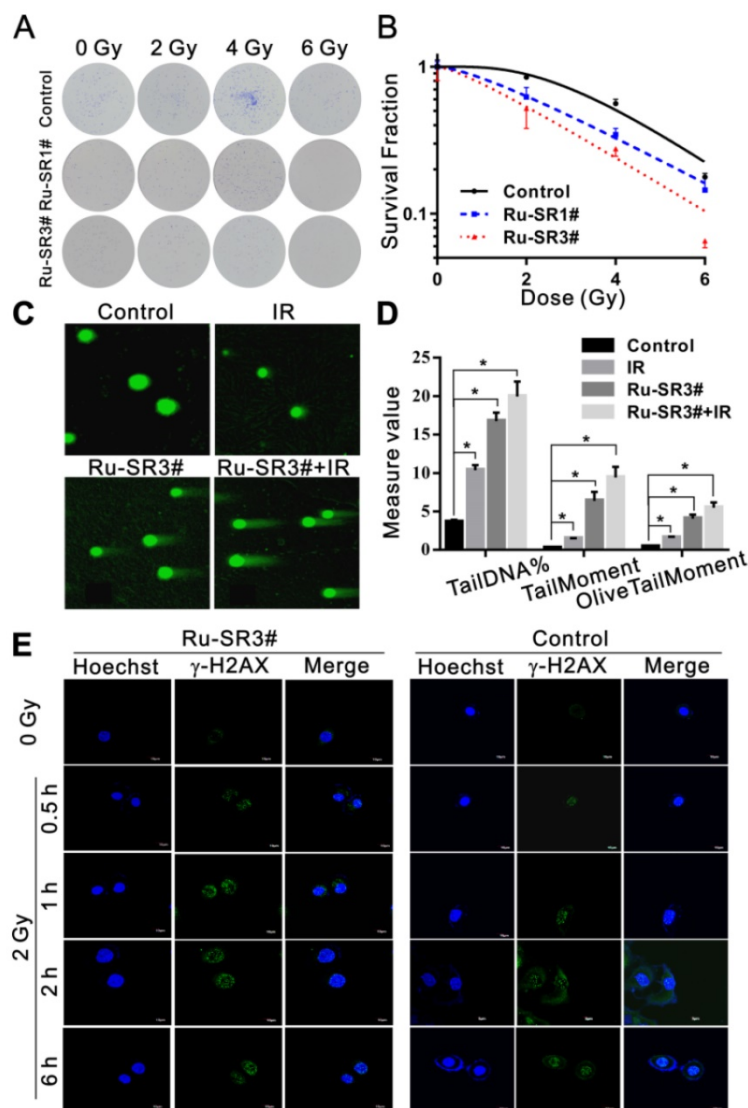 A
0 Gy 2 Gy 4 Gy 6 Gy
Control
Ru-SR1#
Ru-SR3#
B
Survival Fraction
1
0.1
Control
Ru-SR1#
Ru-SR3#
0 2 4 6
Dose (Gy)
C
Control IR
Ru-SR3# Ru-SR3#+IR
D
Control
IR
Ru-SR3#
Ru-SR3#+IR
Measure value
25
20
15
10
5
0
* * *
* * *
* * *
TailDNA% TailMoment OliveTailMoment
E
Ru-SR3# Control
Hoechst γ-H2AX Merge Hoechst γ-H2AX Merge
0 Gy
2 Gy
0.5 h
1 h
2 h
6 h